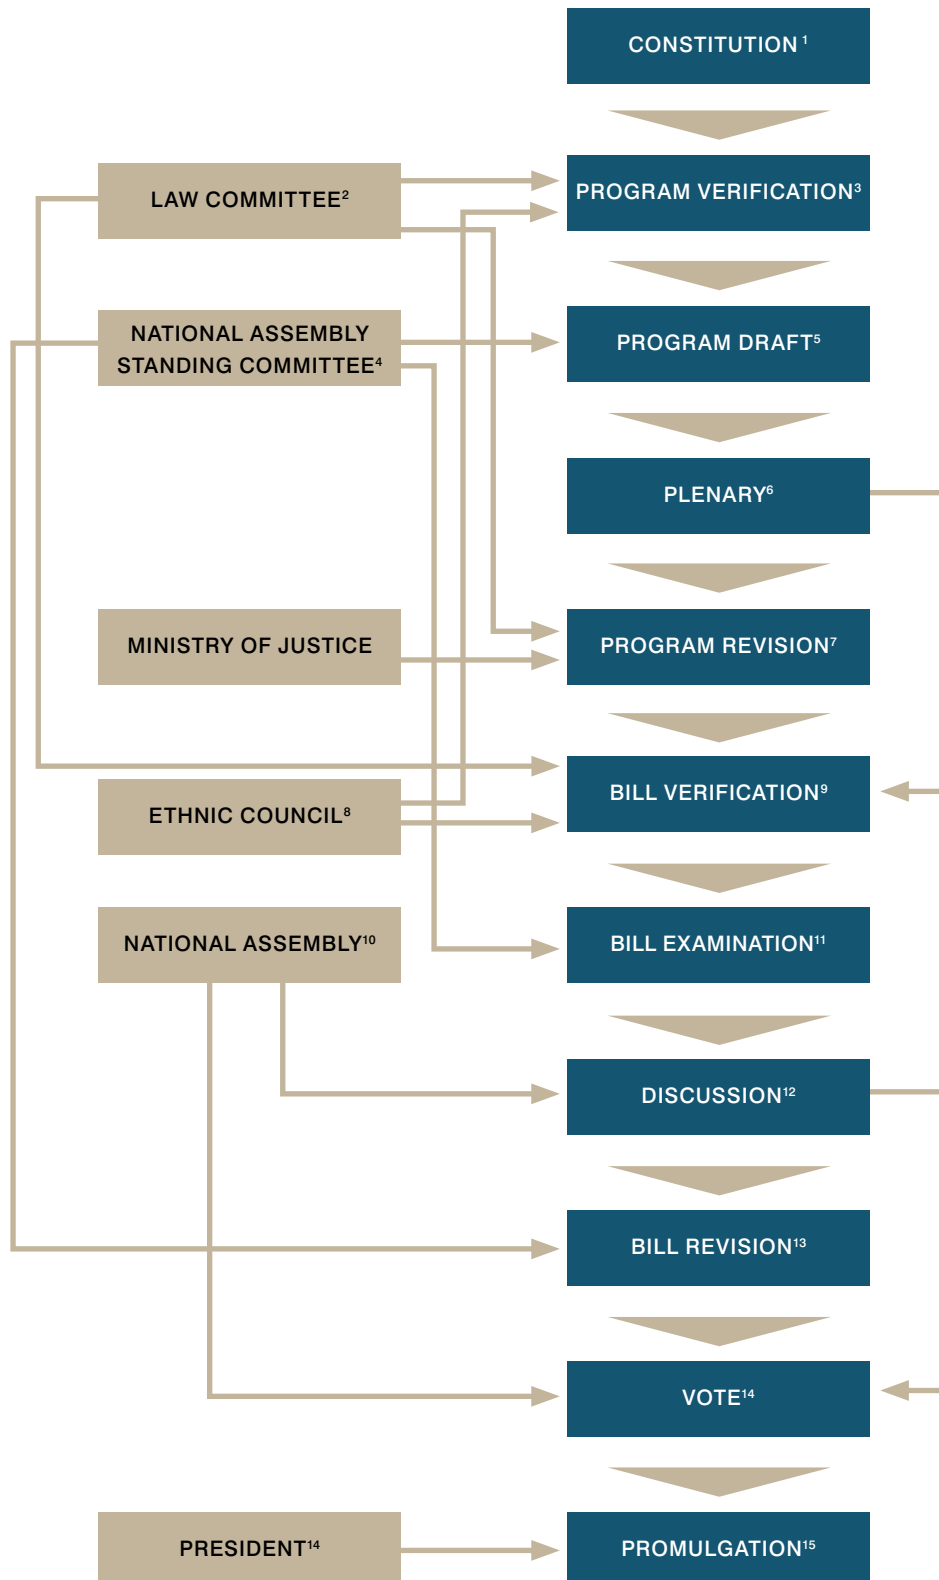 CONSTITUTION ¹
LAW COMMITTEE²
PROGRAM VERIFICATION³
NATIONAL ASSEMBLY
STANDING COMMITTEE⁴
PROGRAM DRAFT⁵
PLENARY⁶
MINISTRY OF JUSTICE
PROGRAM REVISION⁷
ETHNIC COUNCIL⁸
BILL VERIFICATION⁹
NATIONAL ASSEMBLY¹⁰
BILL EXAMINATION¹¹
DISCUSSION¹²
BILL REVISION¹³
VOTE¹⁴
PRESIDENT¹⁴
PROMULGATION¹⁵